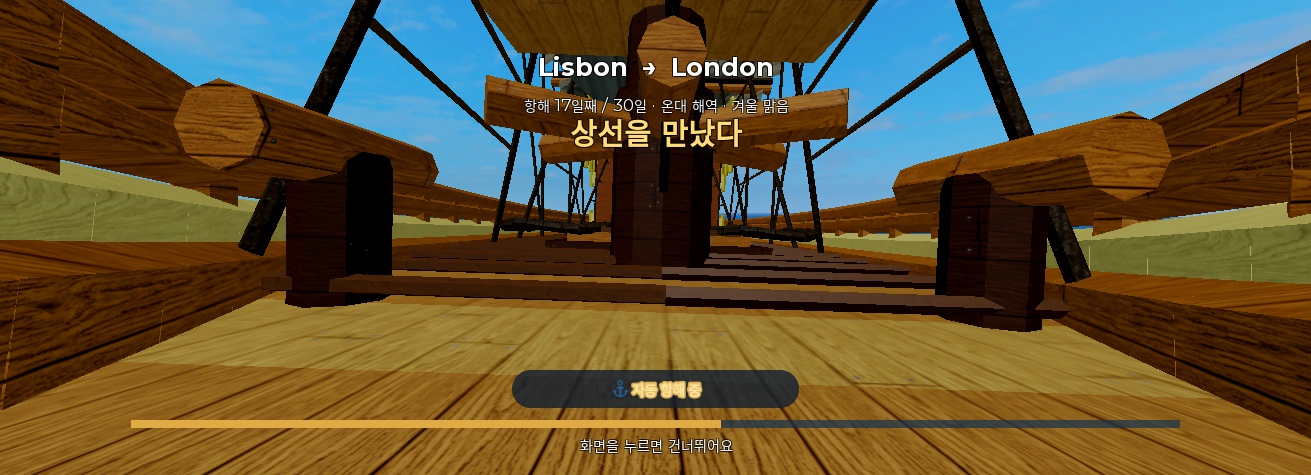 Lisbon → London
항해 17일째 / 30일 · 온대 해역 · 겨울 맑음
상선을 만났다
⚓ 자동 항해 중
화면을 누르면 건너뛰어요